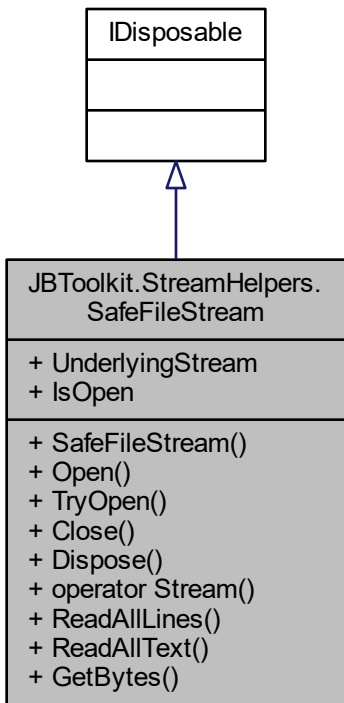 IDisposable
JBToolkit.StreamHelpers.
SafeFileStream
+ UnderlyingStream
+ IsOpen
+ SafeFileStream()
+ Open()
+ TryOpen()
+ Close()
+ Dispose()
+ operator Stream()
+ ReadAllLines()
+ ReadAllText()
+ GetBytes()